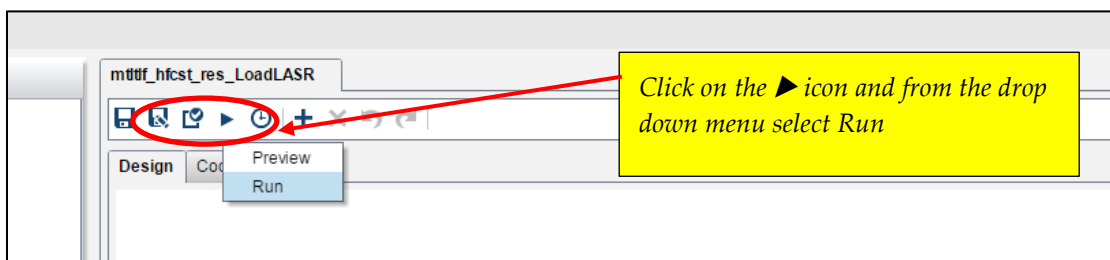 mtltlf_hfcst_res_LoadLASR
Click on the ▶ icon and from the drop
down menu select Run
Design
Preview
Run